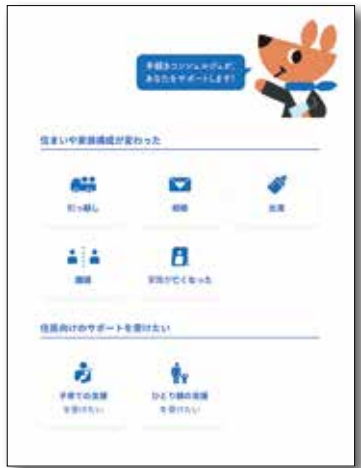 手続きコンシェルジュが、
あなたをサポートします!
住まいや家族構成が変わった
引っ越し
結婚
出産
離婚
家族が亡くなった
住民向けのサポートを受けたい
子育ての支援
を受けたい
ひとり親の支援
を受けたい